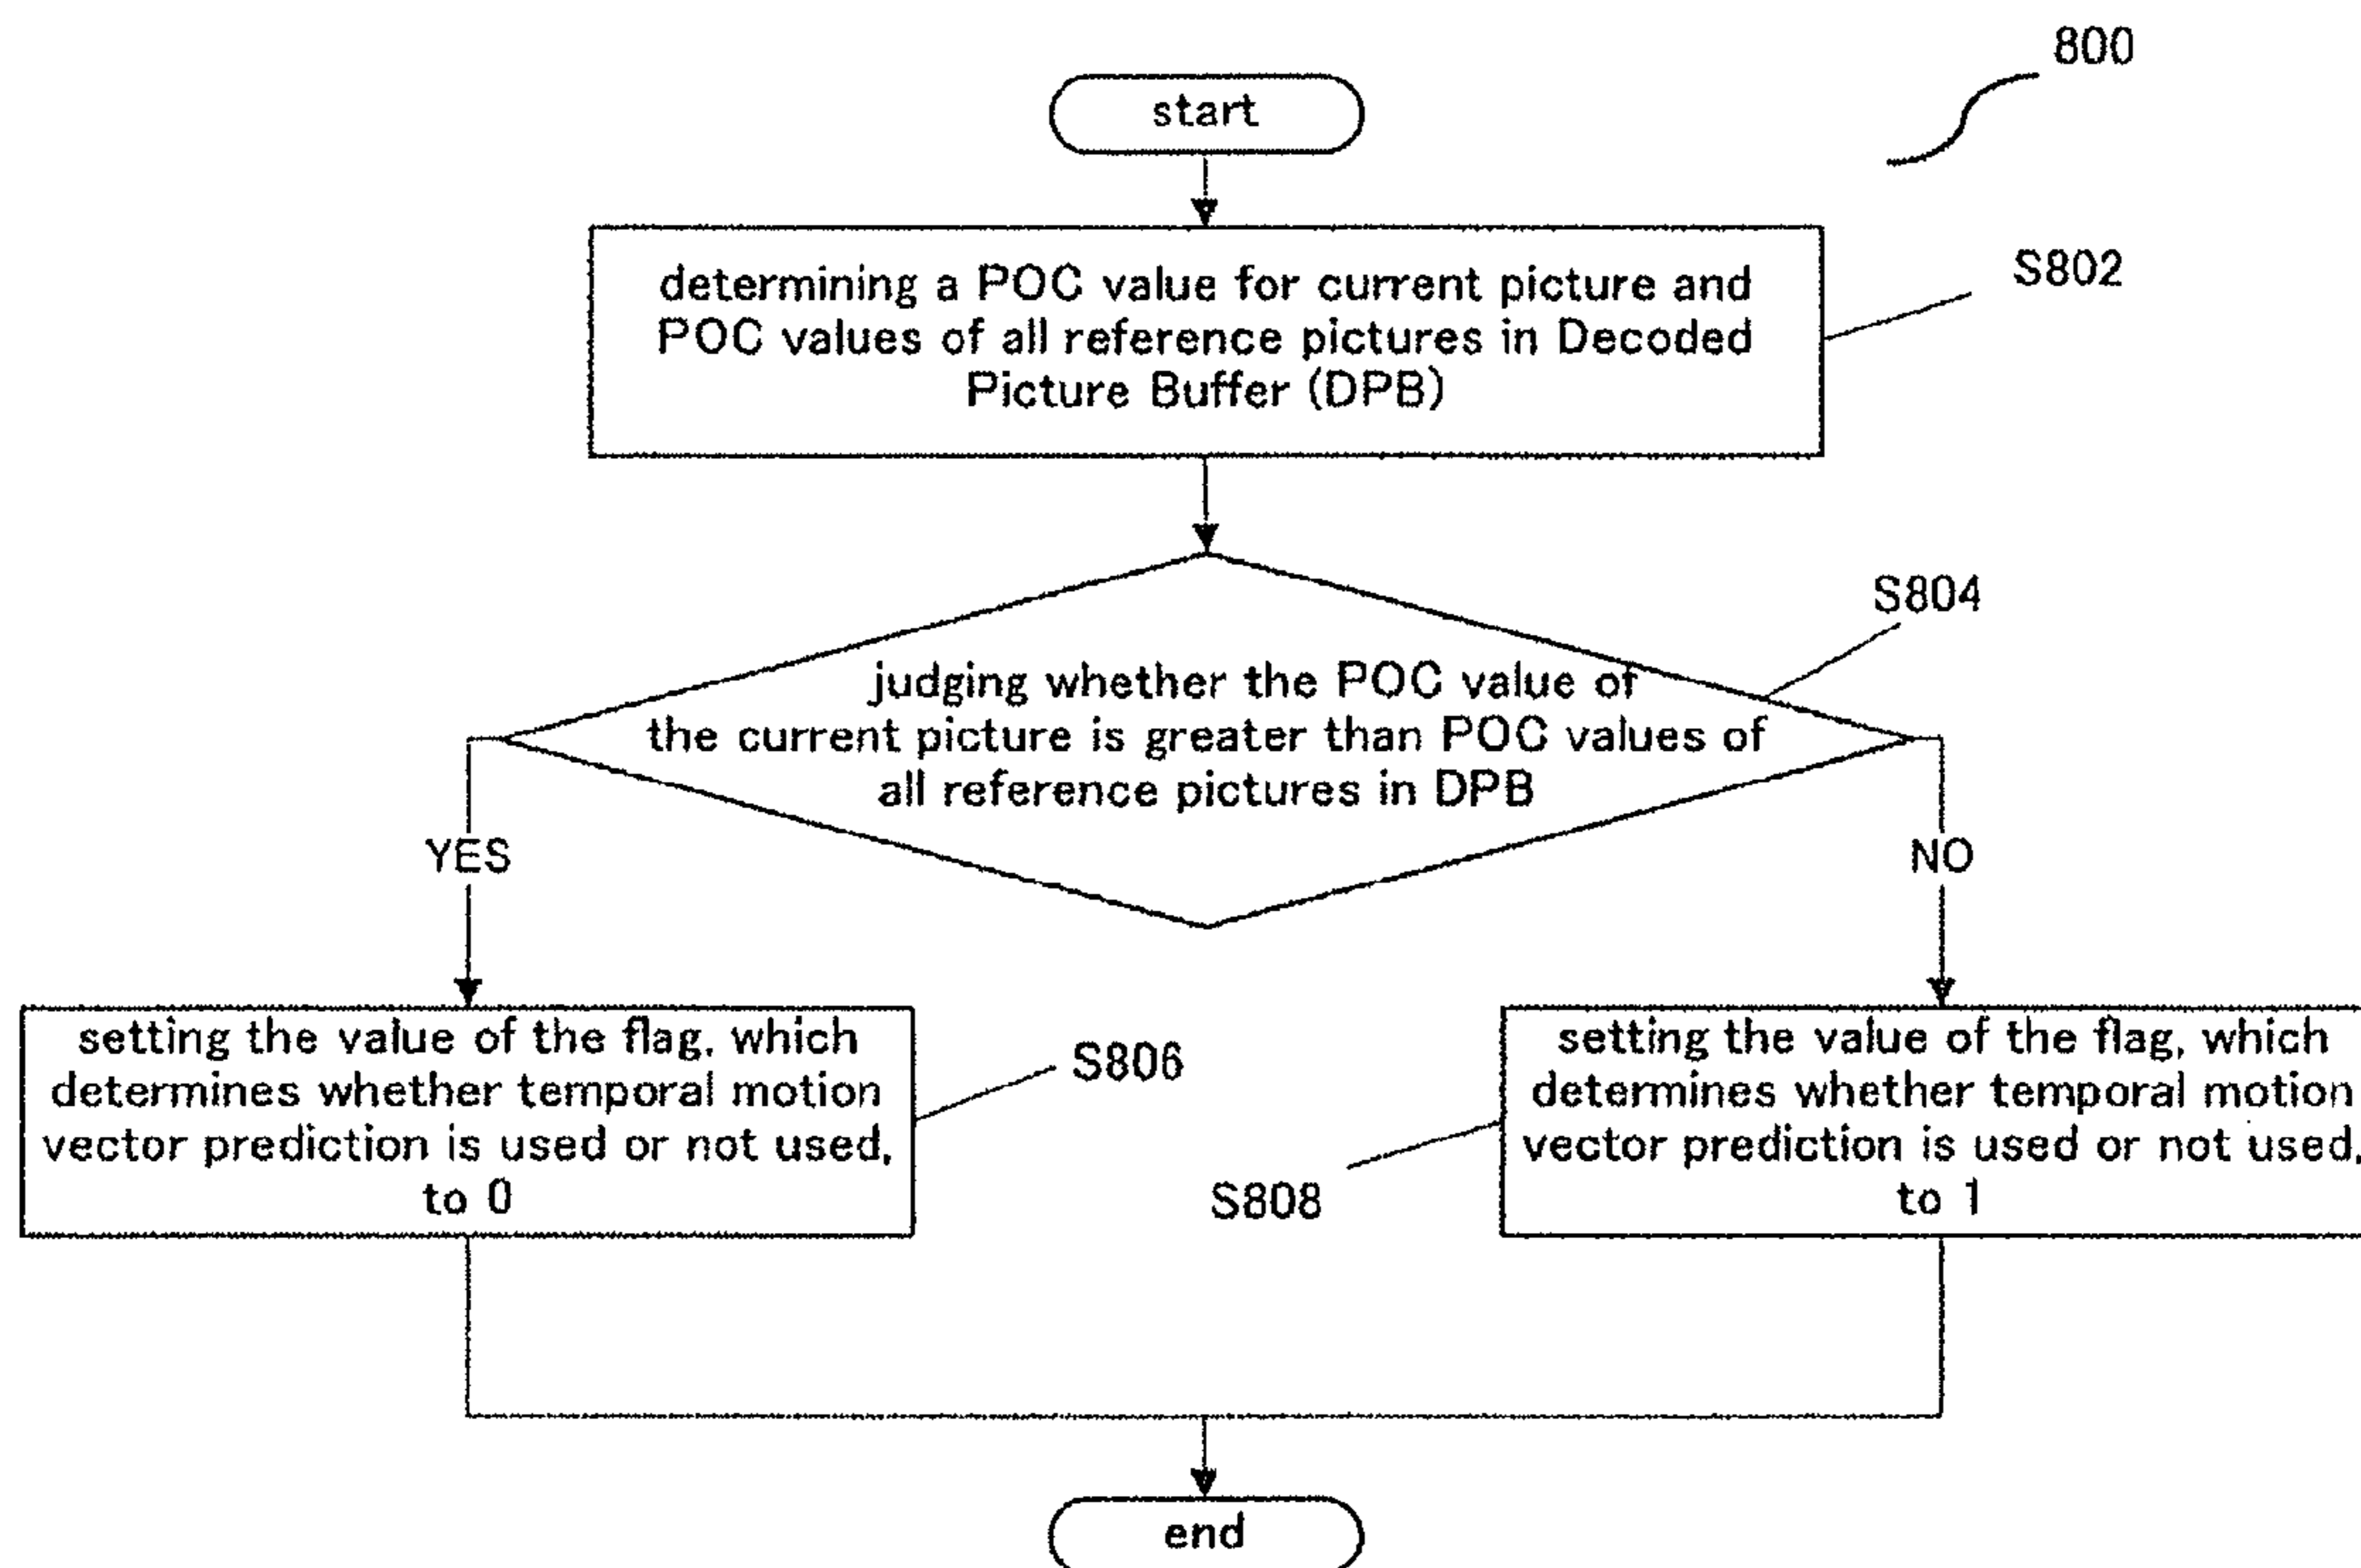 800
start
determining a POC value for current picture and
POC values of all reference pictures in Decoded
Picture Buffer (DPB)
S802
S804
judging whether the POC value of
the current picture is greater than POC values of
all reference pictures in DPB
YES
NO
setting the value of the flag, which
determines whether temporal motion
vector prediction is used or not used,
to 0
S806
setting the value of the flag, which
determines whether temporal motion
vector prediction is used or not used,
to 1
S808
end